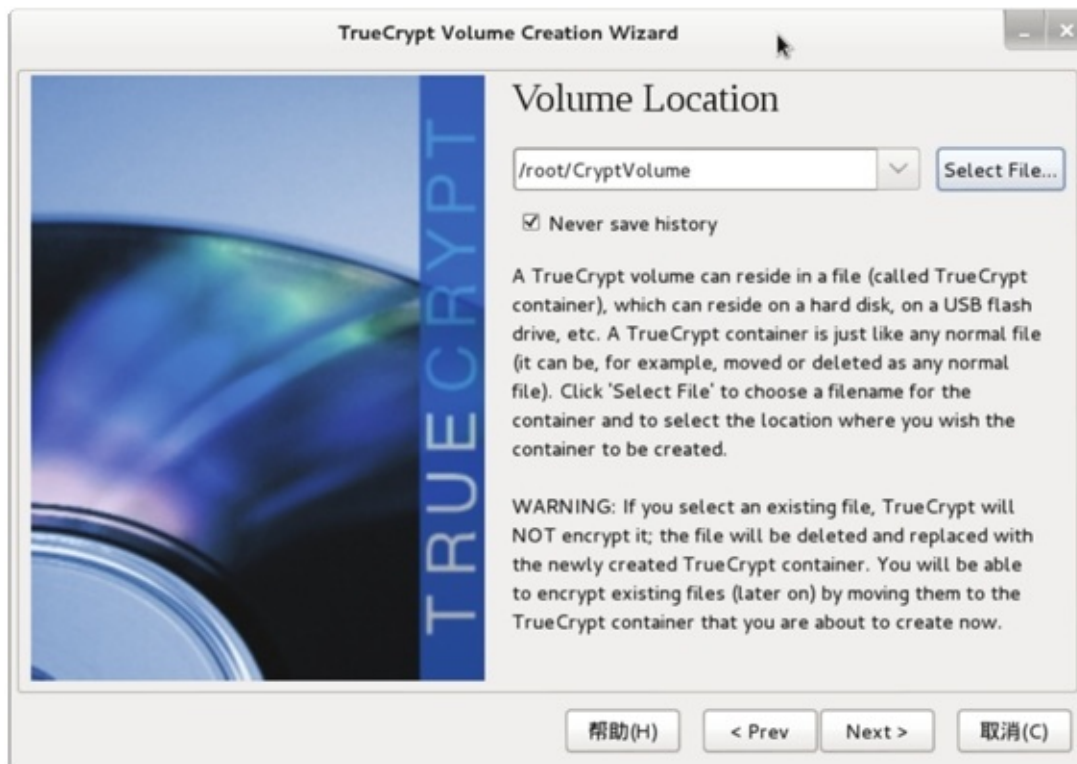 TrueCrypt Volume Creation Wizard
TRUECRYPT
Volume Location
/root/CryptVolume
Select File...
Never save history
A TrueCrypt volume can reside in a file (called TrueCrypt
container), which can reside on a hard disk, on a USB flash
drive, etc. A TrueCrypt container is just like any normal file
(it can be, for example, moved or deleted as any normal
file). Click 'Select File' to choose a filename for the
container and to select the location where you wish the
container to be created.
WARNING: If you select an existing file, TrueCrypt will
NOT encrypt it; the file will be deleted and replaced with
the newly created TrueCrypt container. You will be able
to encrypt existing files (later on) by moving them to the
TrueCrypt container that you are about to create now.
帮助(H)
< Prev
Next >
取消(C)